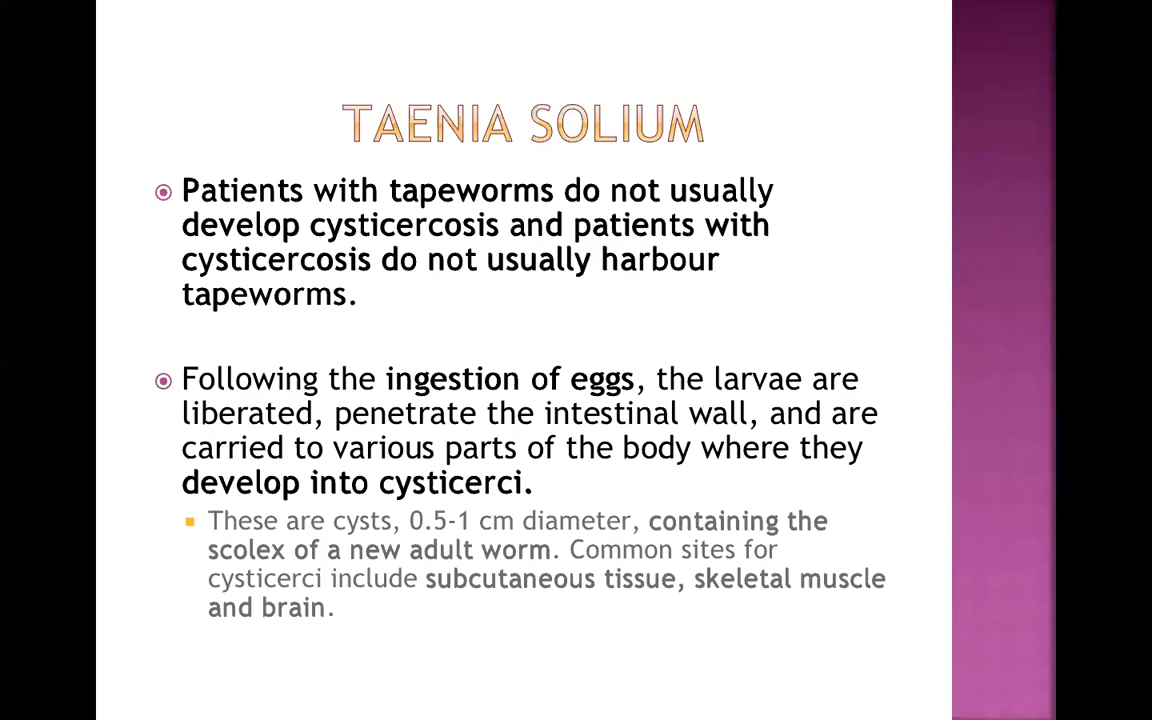 TAENIA SOLIUM
Patients with tapeworms do not usually
develop cysticercosis and patients with
cysticercosis do not usually harbour
tapeworms.
Following the ingestion of eggs, the larvae are
liberated, penetrate the intestinal wall, and are
carried to various parts of the body where they
develop into cysticerci.
These are cysts, 0.5-1 cm diameter, containing the
scolex of a new adult worm. Common sites for
cysticerci include subcutaneous tissue, skeletal muscle
and brain.